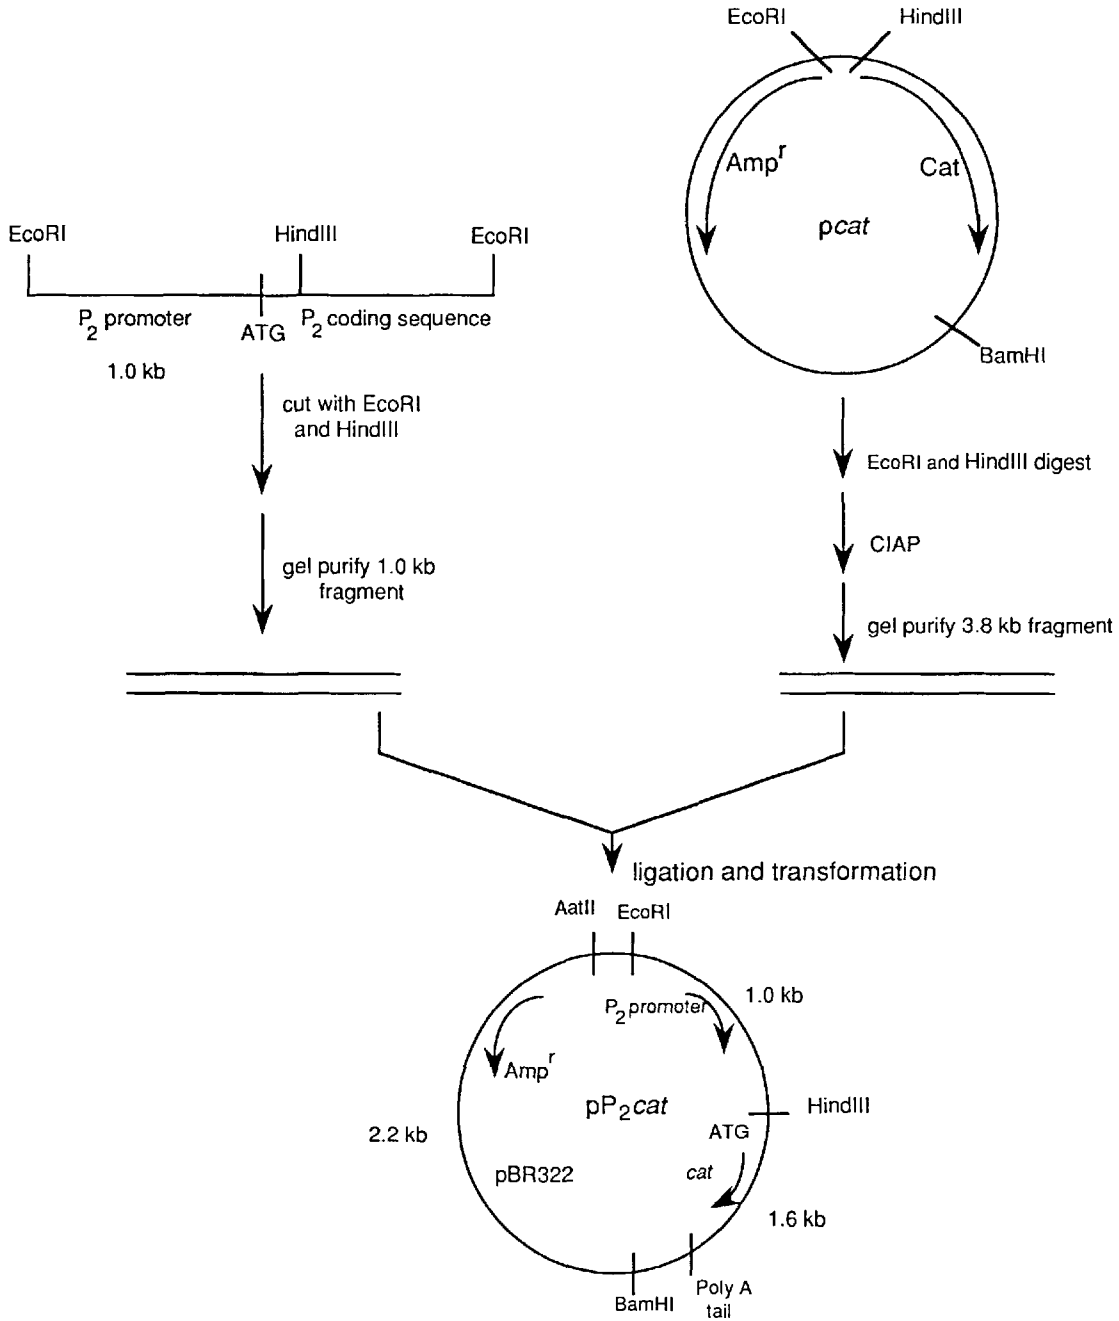 EcoRI HindIII
Amp^r Cat
pcat
BamHI
EcoRI HindIII EcoRI
P2 promoter ATG P2 coding sequence
1.0 kb
cut with EcoRI
and HindIII
gel purify 1.0 kb
fragment
EcoRI and HindIII digest
CIAP
gel purify 3.8 kb fragment
ligation and transformation
AatII EcoRI
P2 promoter 1.0 kb
Amp^r
pP2cat
HindIII
ATG
2.2 kb
pBR322 cat
1.6 kb
BamHI
Poly A
tail